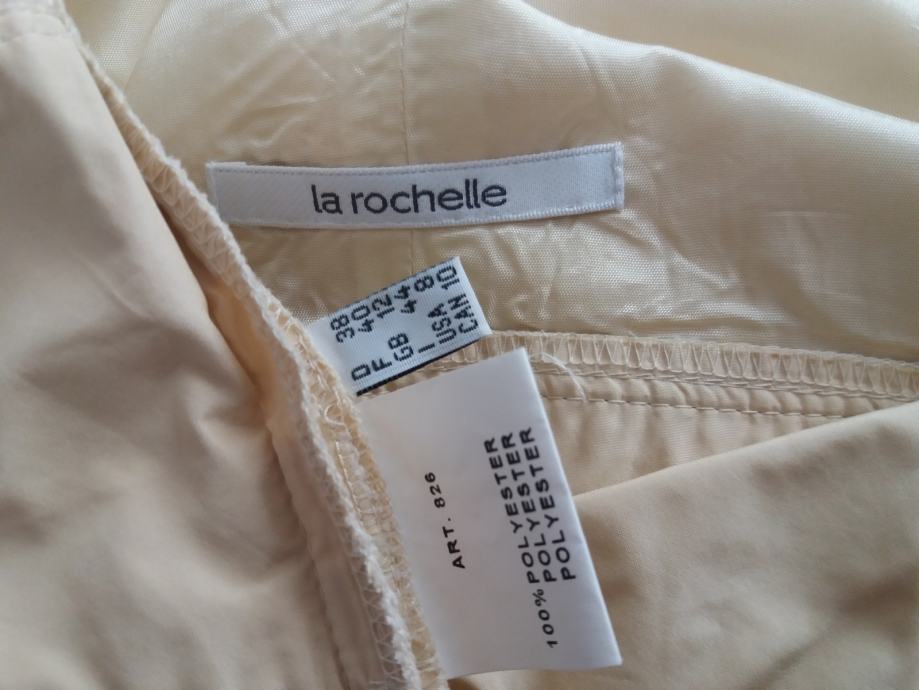 la rochelle
D 38
F 40
GB 12
I 44
USA 8
CAN 10
ART. 826
100% POLYESTER
POLYESTER
POLYESTER